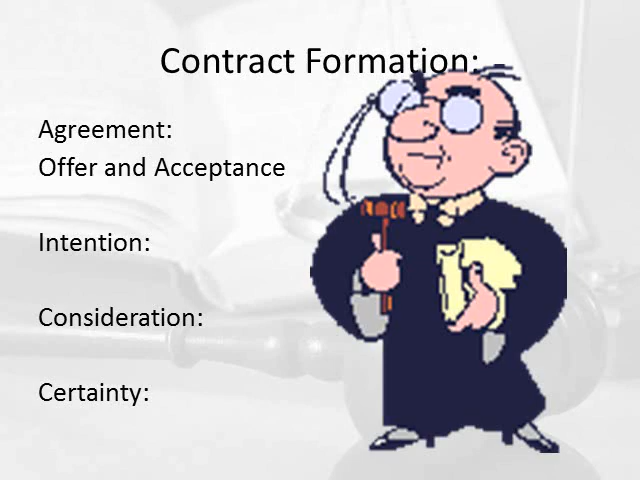 Contract Formation:
Agreement:
Offer and Acceptance
Intention:
Consideration:
Certainty: